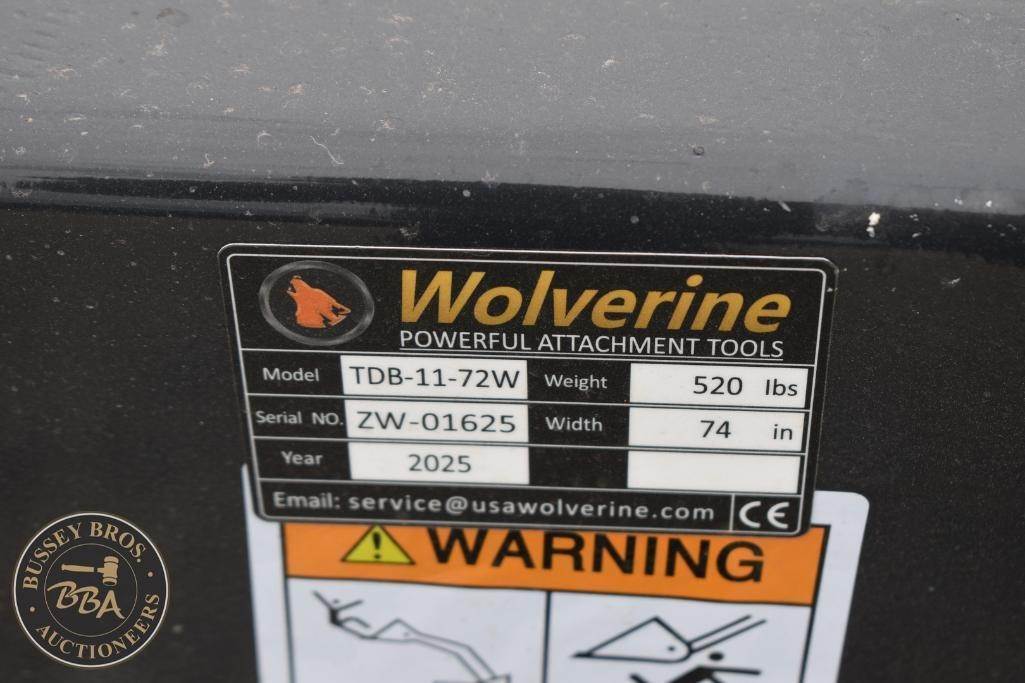 Wolverine
POWERFUL ATTACHMENT TOOLS
Model TDB-11-72W Weight 520 lbs
Serial NO. ZW-01625 Width 74 in
Year 2025
Email: service@usawolverine.com CE
WARNING
BUSSEY BROS.
BBA
AUCTIONEERS